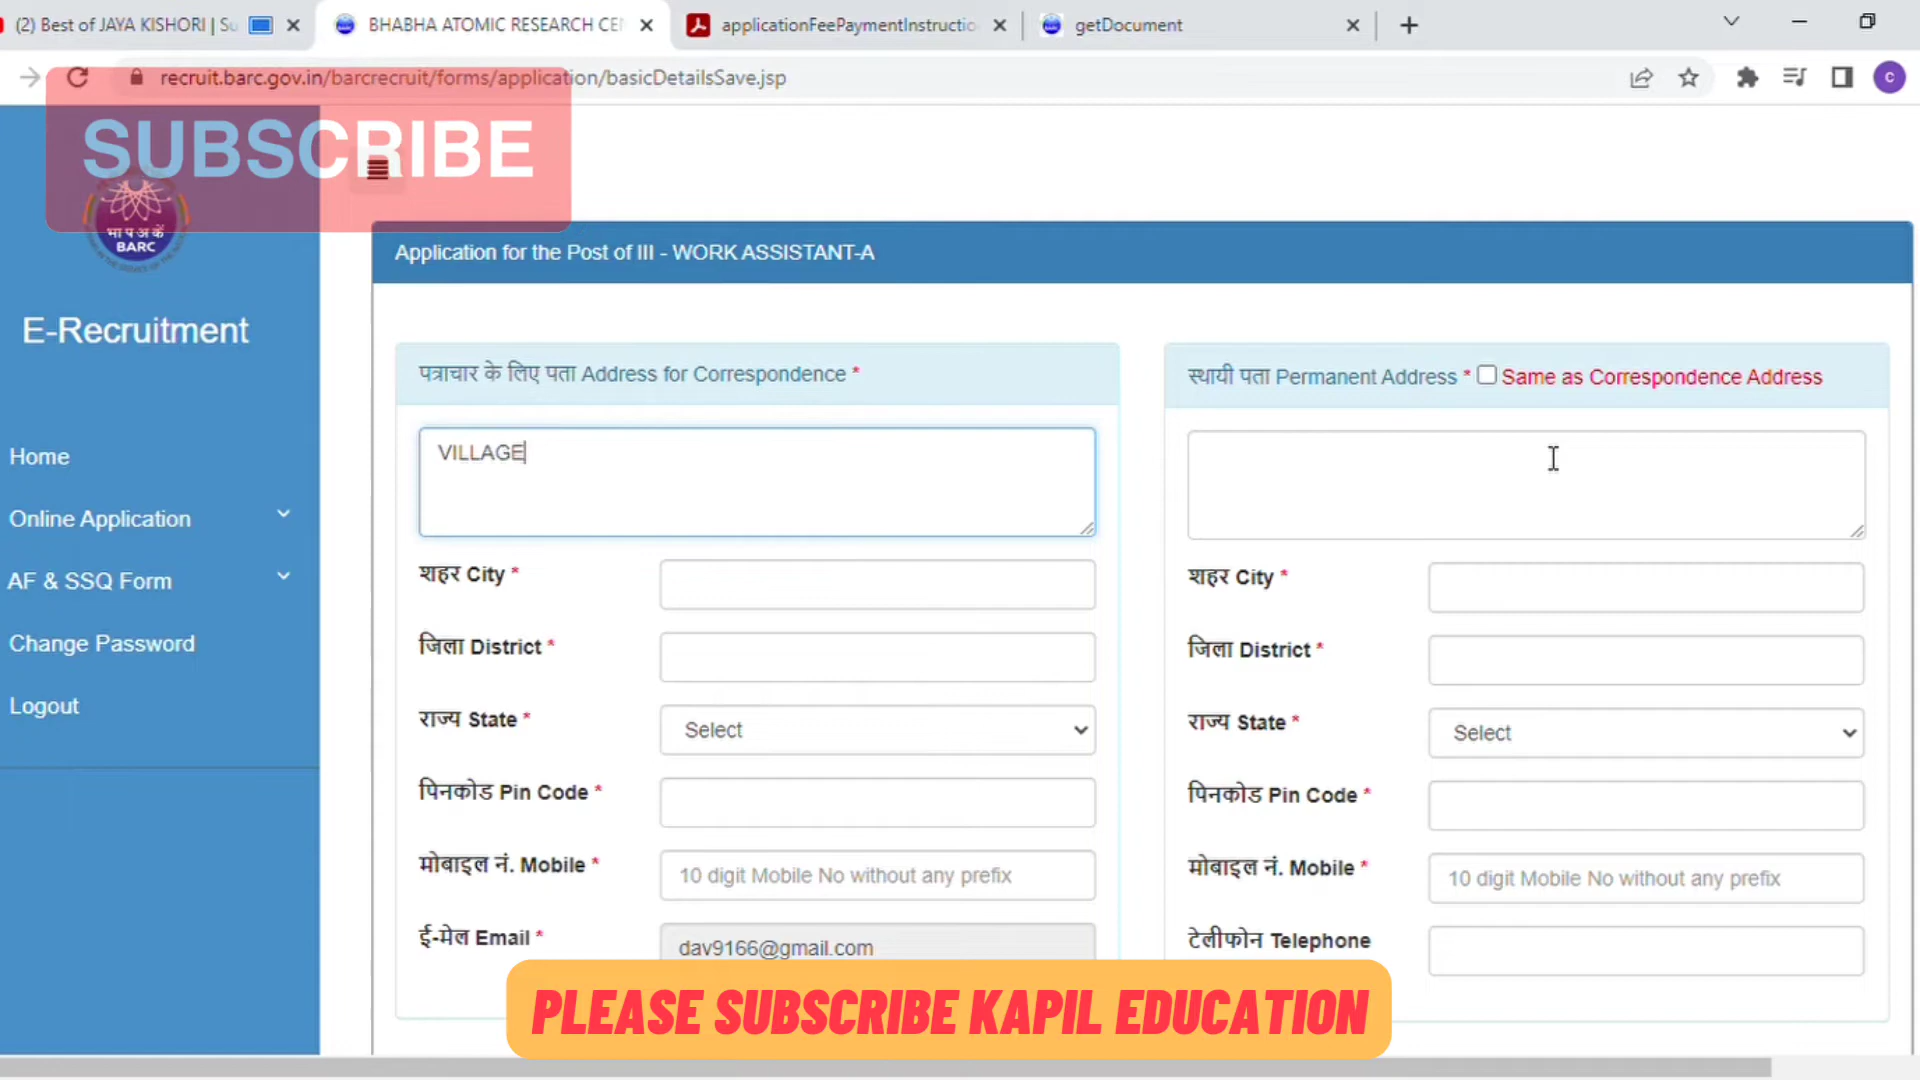 (2) Best of JAYA KISHORI | Su
BHABHA ATOMIC RESEARCH CE
applicationFeePaymentInstructio
getDocument
recruit.barc.gov.in/barcrecruit/forms/application/basicDetailsSave.jsp
C
SUBSCRIBE
भा प अ कें
BARC
E-Recruitment
Home
Online Application
AF & SSQ Form
Change Password
Logout
Application for the Post of III - WORK ASSISTANT-A
पत्राचार के लिए पता Address for Correspondence *
VILLAGE
शहर City *
जिला District *
राज्य State * Select
पिनकोड Pin Code *
मोबाइल नं. Mobile * 10 digit Mobile No without any prefix
ई-मेल Email * dav9166@gmail.com
स्थायी पता Permanent Address * Same as Correspondence Address
शहर City *
जिला District *
राज्य State * Select
पिनकोड Pin Code *
मोबाइल नं. Mobile * 10 digit Mobile No without any prefix
टेलीफोन Telephone
PLEASE SUBSCRIBE KAPIL EDUCATION